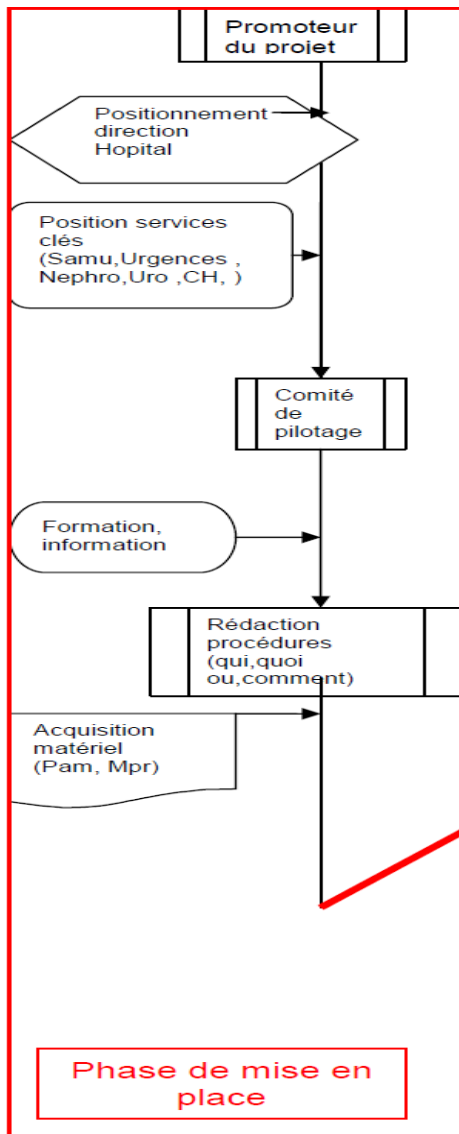 Promoteur
du projet
Positionnement
direction
Hopital
Position services
clés
(Samu,Urgences ,
Nephro,Uro ,CH, )
Comité
de
pilotage
Formation,
information
Rédaction
procédures
(qui,quoi
ou,comment)
Acquisition
matériel
(Pam, Mpr)
Phase de mise en
place